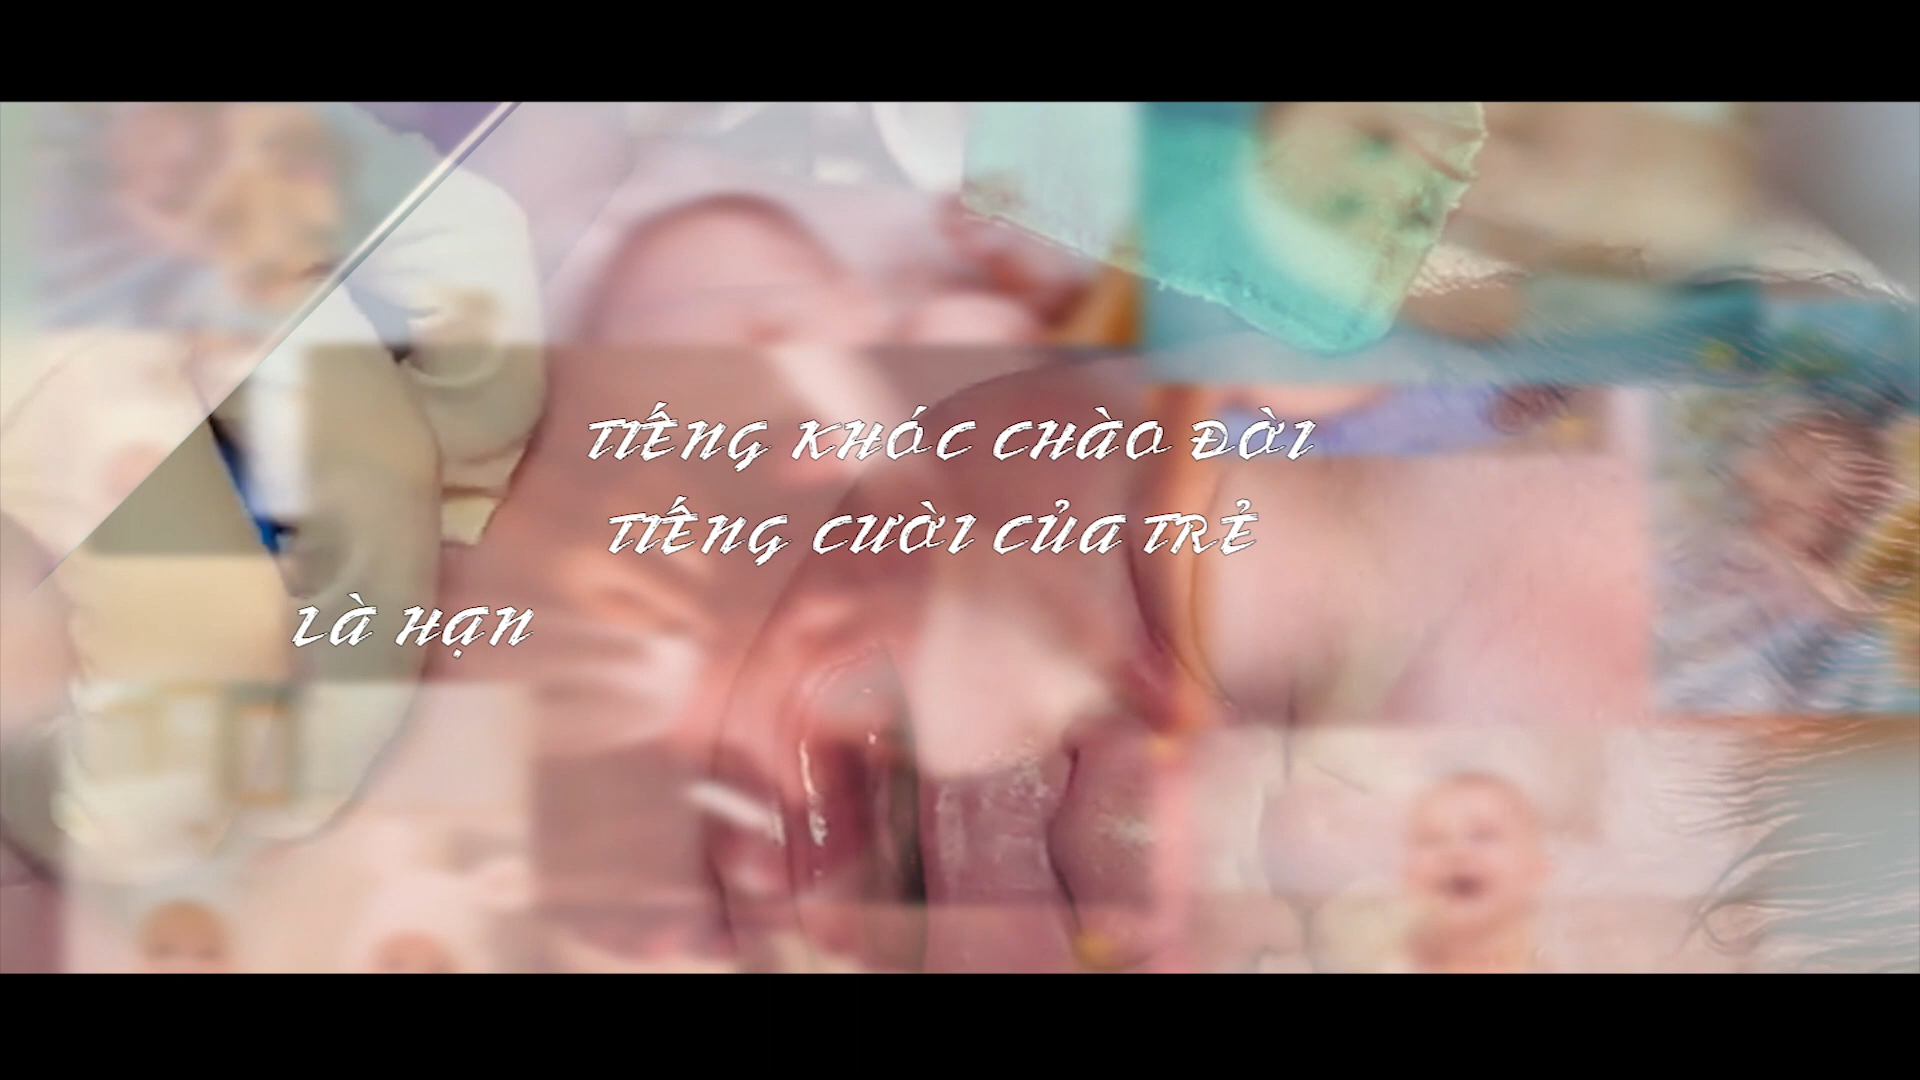 TIẾNG KHÓC CHÀO ĐỜI
TIẾNG CƯỜI CỦA TRẺ
LÀ HẠN